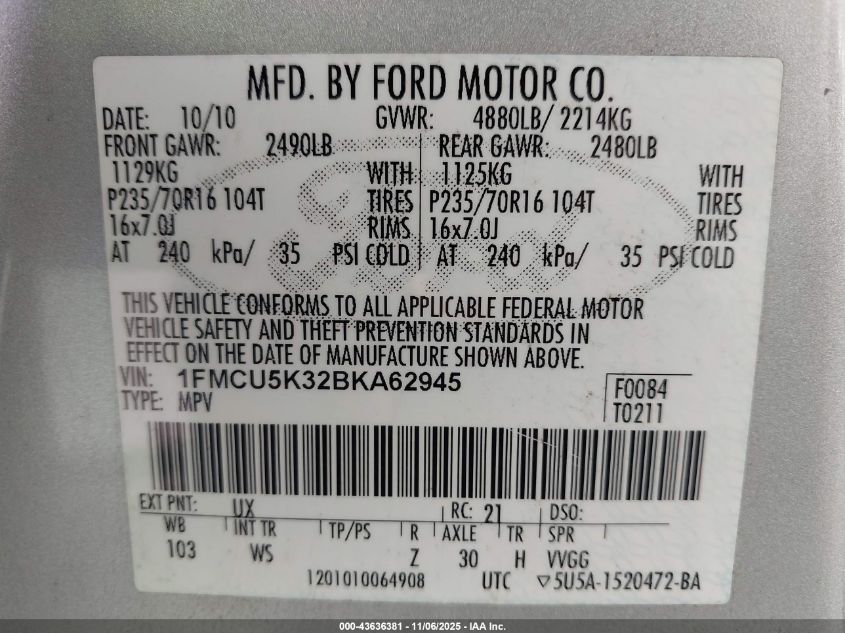 MFD. BY FORD MOTOR CO.
DATE: 10/10 GVWR: 4880LB/ 2214KG
FRONT GAWR: 2490LB REAR GAWR: 2480LB
1129KG WITH 1125KG WITH
P235/70R16 104T TIRES P235/70R16 104T TIRES
16x7.0J RIMS 16x7.0J RIMS
AT 240 kPa/ 35 PSI COLD AT 240 kPa/ 35 PSI COLD
Ford
THIS VEHICLE CONFORMS TO ALL APPLICABLE FEDERAL MOTOR
VEHICLE SAFETY AND THEFT PREVENTION STANDARDS IN
EFFECT ON THE DATE OF MANUFACTURE SHOWN ABOVE.
VIN: 1FMCU5K32BKA62945
TYPE: MPV
F0084
T0211
EXT PNT: UX RC: 21 DSO:
WB INT TR TP/PS R AXLE TR SPR
103 WS Z 30 H VVGG
1201010064908 UTC ▽5U5A-1520472-BA
000-43636381 - 11/06/2025 - IAA Inc.